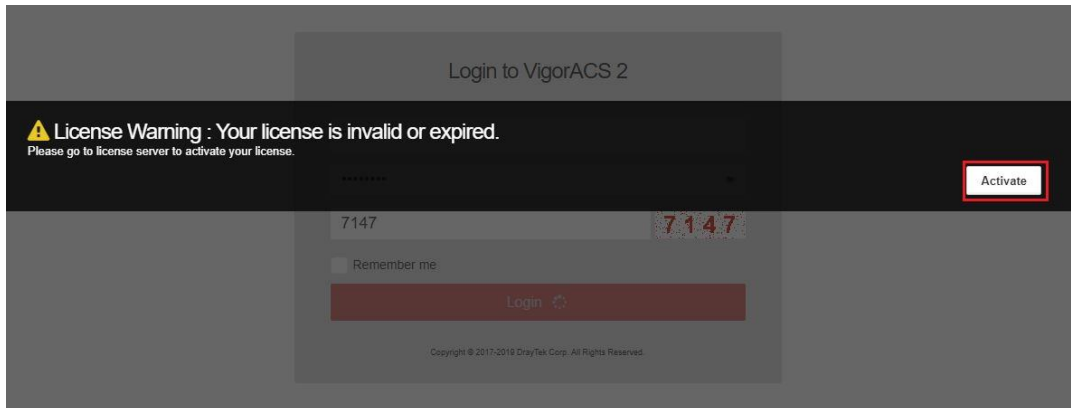 Login to VigorACS 2
License Warning : Your license is invalid or expired.
Please go to license server to activate your license.
Activate
••••••••
7147
7147
Remember me
Login
Copyright © 2017-2019 DrayTek Corp. All Rights Reserved.